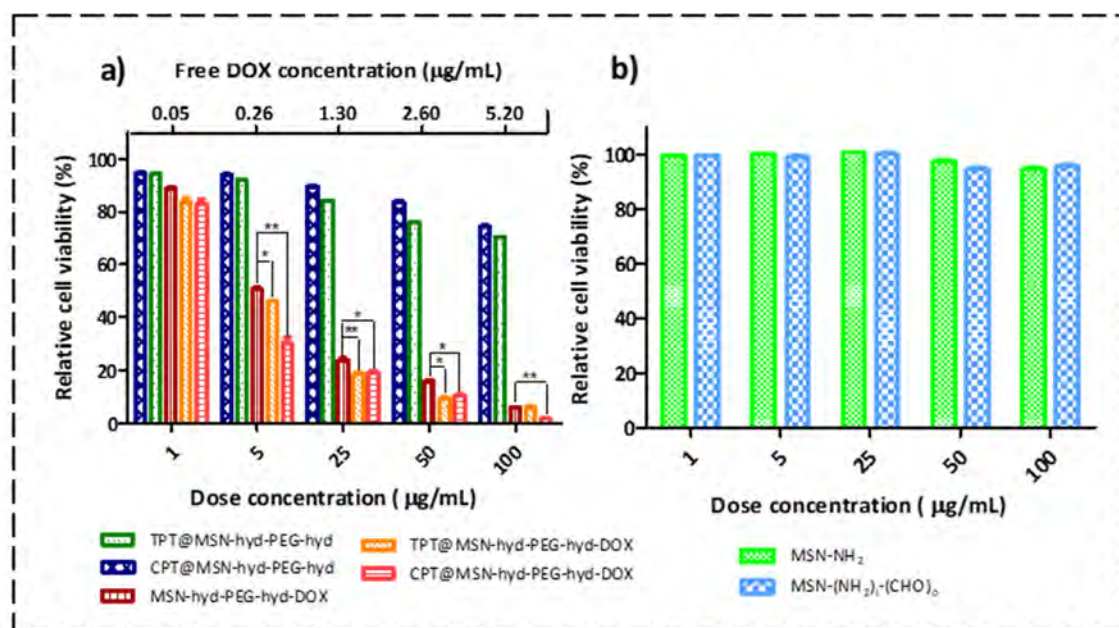 a)
Free DOX concentration (μg/mL)
0.05 0.26 1.30 2.60 5.20
Relative cell viability (%)
100
80
60
40
20
0
**
*
*
**
*
*
**
1 5 25 50 100
Dose concentration ( μg/mL)
TPT@MSN-hyd-PEG-hyd
CPT@MSN-hyd-PEG-hyd
MSN-hyd-PEG-hyd-DOX
TPT@MSN-hyd-PEG-hyd-DOX
CPT@MSN-hyd-PEG-hyd-DOX
b)
Relative cell viability (%)
100
80
60
40
20
0
1 5 25 50 100
Dose concentration ( μg/mL)
MSN-NH₂
MSN-(NH₂)ᵢ-(CHO)ₒ